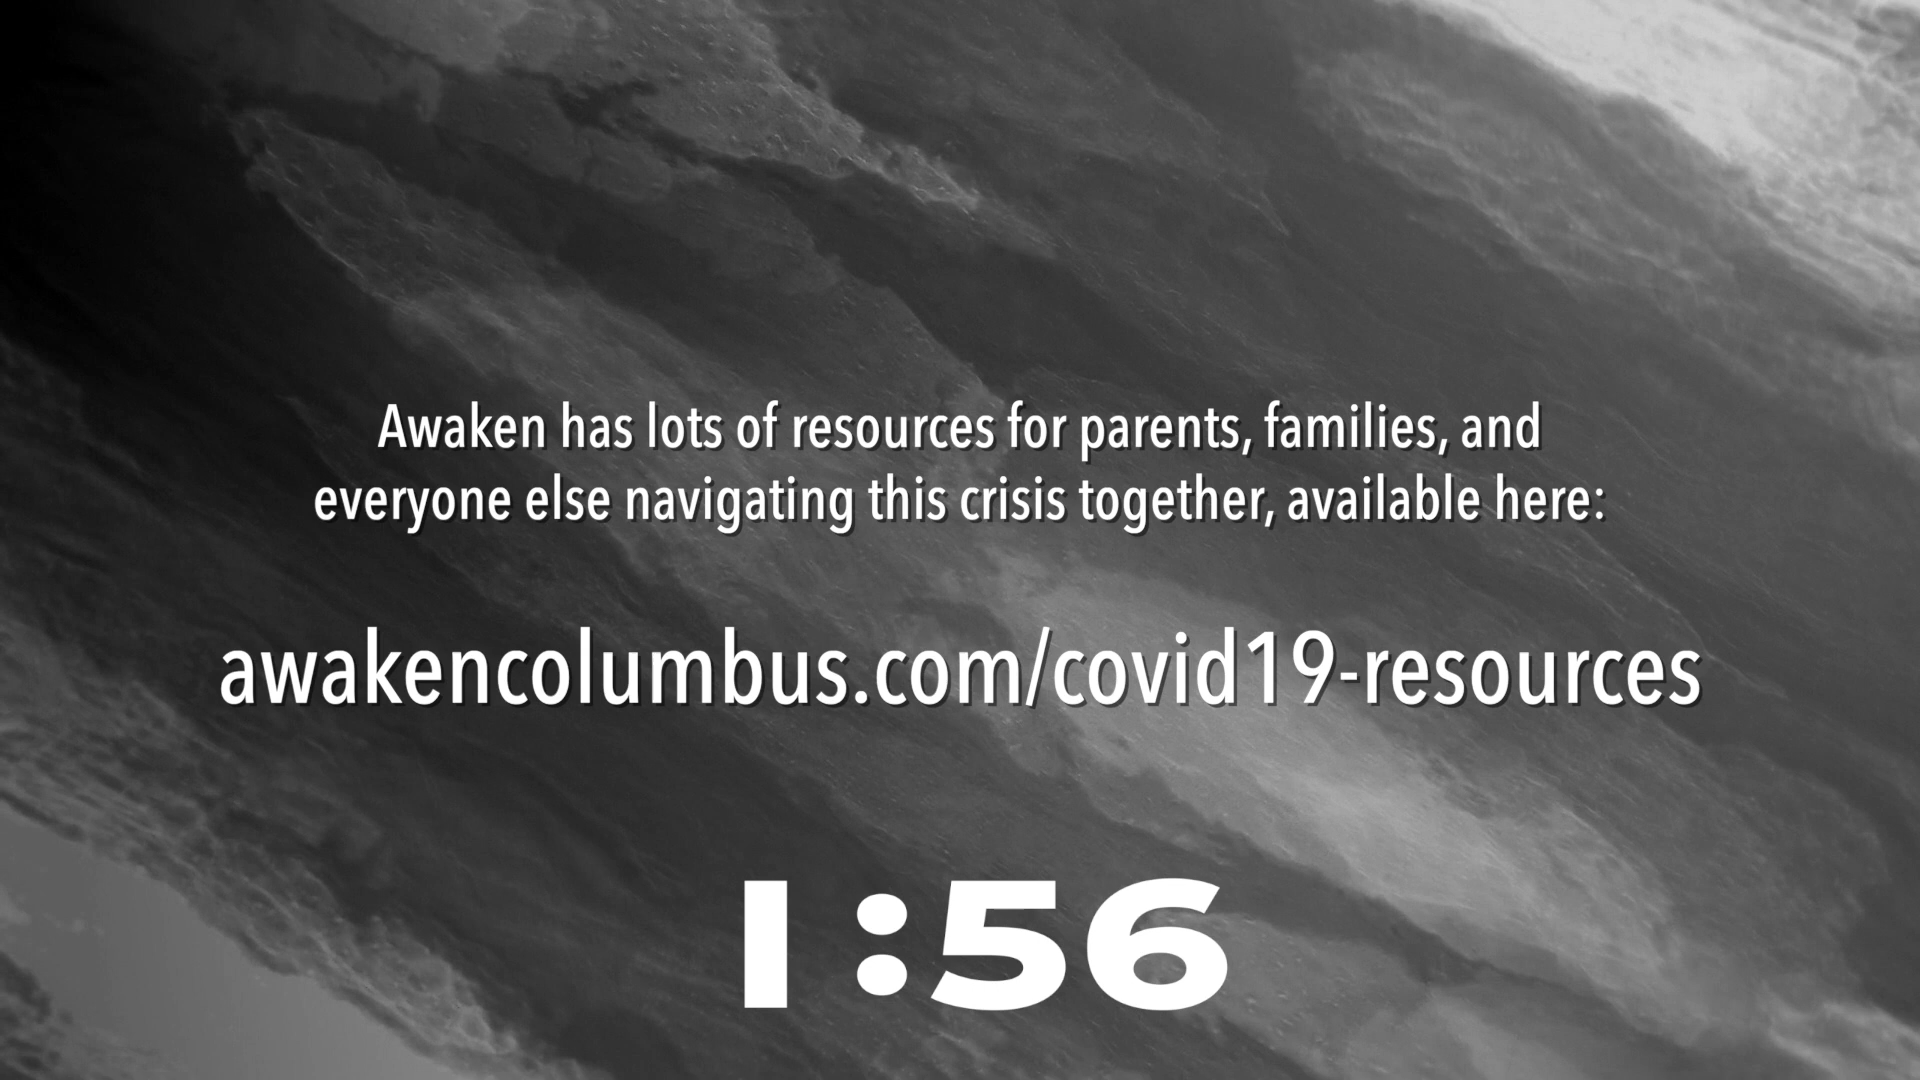 Awaken has lots of resources for parents, families, and
everyone else navigating this crisis together, available here:
awakencolumbus.com/covid19-resources
1:56